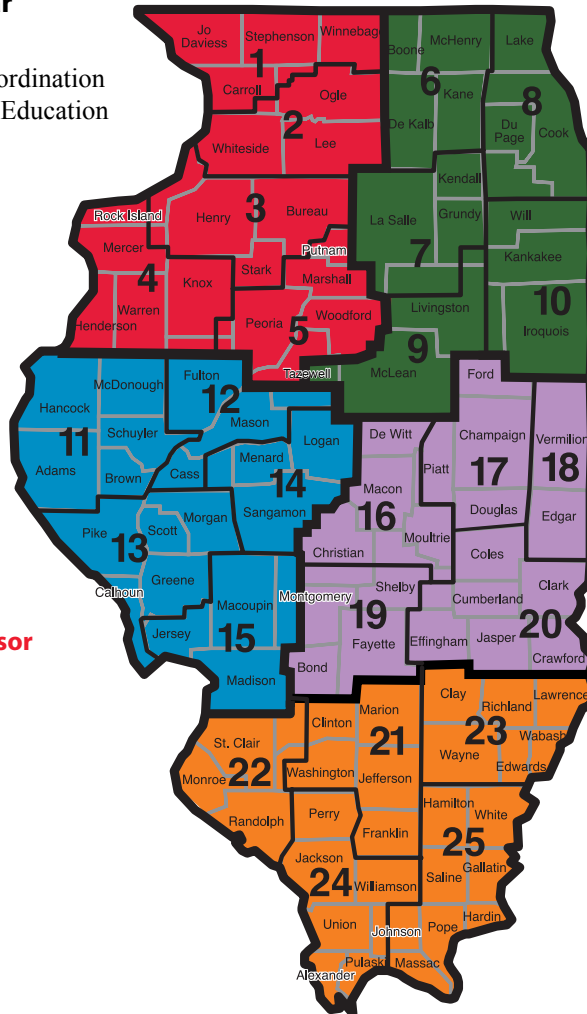 r
ordination
Education
sor
Jo
Daviess
Stephenson
Winnebag
1
Carroll
Ogle
2
Whiteside
Lee
Boone
McHenry
Lake
6
Kane
8
De Kalb
Du
Page
Cook
Kendall
Rock Island
Henry
3
Bureau
Putnam
La Salle
Grundy
Will
7
Kankakee
Mercer
4
Knox
Stark
Marshall
Warren
Henderson
Peoria
5
Woodford
Tazewell
Livingston
9
McLean
10
Iroquois
McDonough
Fulton
12
Hancock
Mason
11
Schuyler
Logan
Menard
Adams
Brown
Cass
14
Sangamon
Pike
13
Scott
Morgan
Calhoun
Greene
Macoupin
Jersey
15
Madison
Ford
De Witt
Champaign
Vermilion
Piatt
17
18
Macon
16
Douglas
Edgar
Moultrie
Christian
Coles
Montgomery
Shelby
Clark
Cumberland
19
20
Fayette
Effingham
Jasper
Crawford
Bond
Clay
Richland
Lawrence
Marion
Clinton
23
Wabash
21
St. Clair
Wayne
Edwards
22
Washington
Jefferson
Monroe
Hamilton
White
Randolph
Perry
Franklin
25
Jackson
Gallatin
Saline
24
Williamson
Hardin
Union
Johnson
Pope
Pulaski
Massac
Alexander